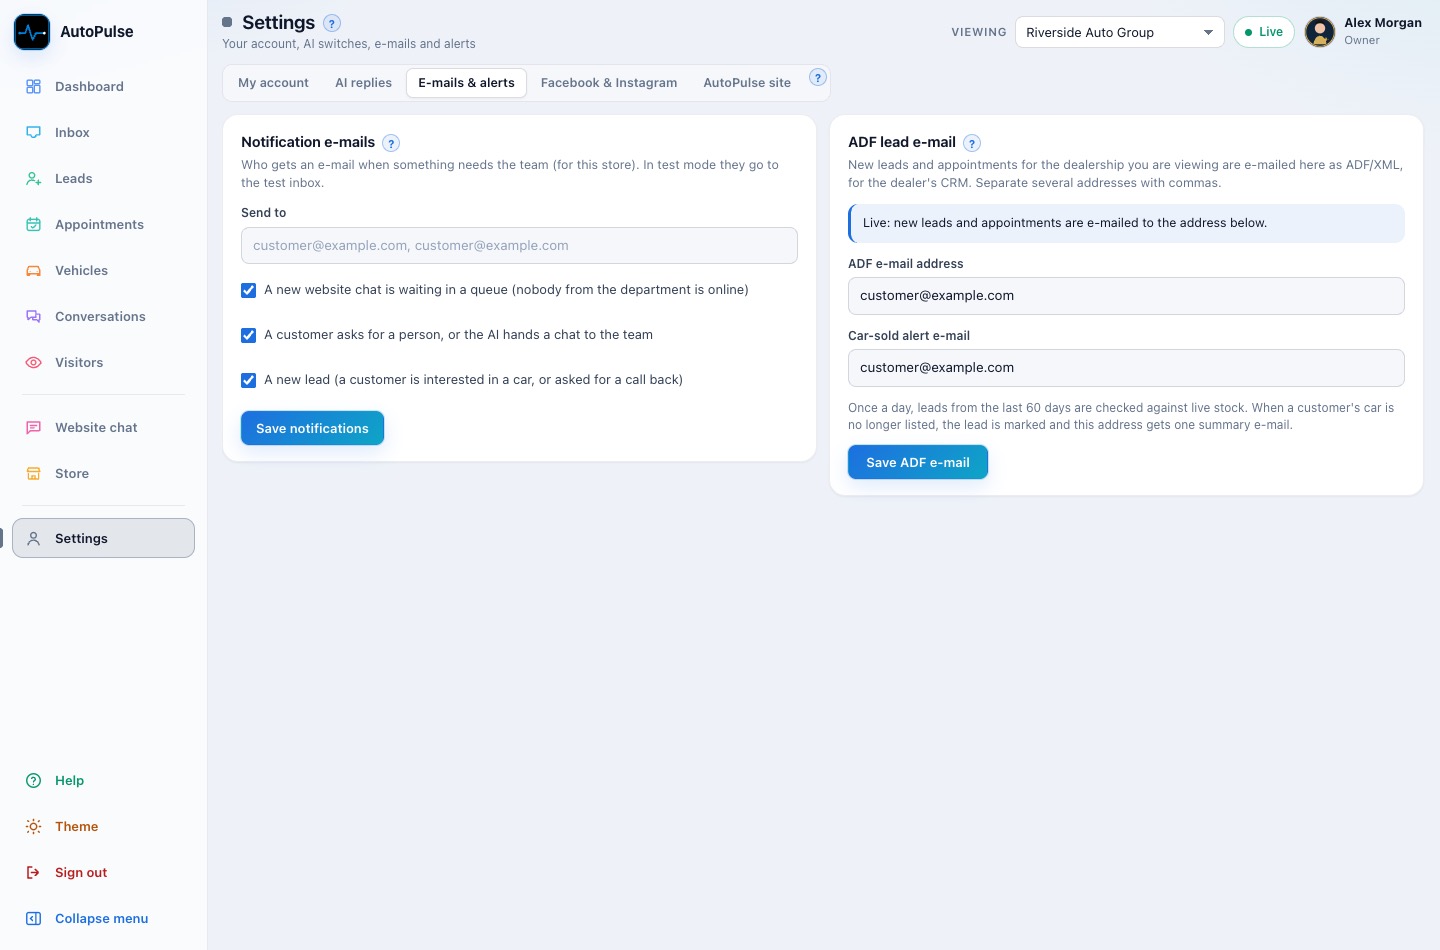 AutoPulse
Dashboard
Inbox
Leads
Appointments
Vehicles
Conversations
Visitors
Website chat
Store
Settings
Help
Theme
Sign out
Collapse menu
Settings ?
Your account, AI switches, e-mails and alerts
VIEWING Riverside Auto Group Live
Alex Morgan
Owner
My account AI replies E-mails & alerts Facebook & Instagram AutoPulse site ?
Notification e-mails ?
Who gets an e-mail when something needs the team (for this store). In test mode they go to
the test inbox.
Send to
customer@example.com, customer@example.com
A new website chat is waiting in a queue (nobody from the department is online)
A customer asks for a person, or the AI hands a chat to the team
A new lead (a customer is interested in a car, or asked for a call back)
Save notifications
ADF lead e-mail ?
New leads and appointments for the dealership you are viewing are e-mailed here as ADF/XML,
for the dealer's CRM. Separate several addresses with commas.
Live: new leads and appointments are e-mailed to the address below.
ADF e-mail address
customer@example.com
Car-sold alert e-mail
customer@example.com
Once a day, leads from the last 60 days are checked against live stock. When a customer's car is
no longer listed, the lead is marked and this address gets one summary e-mail.
Save ADF e-mail